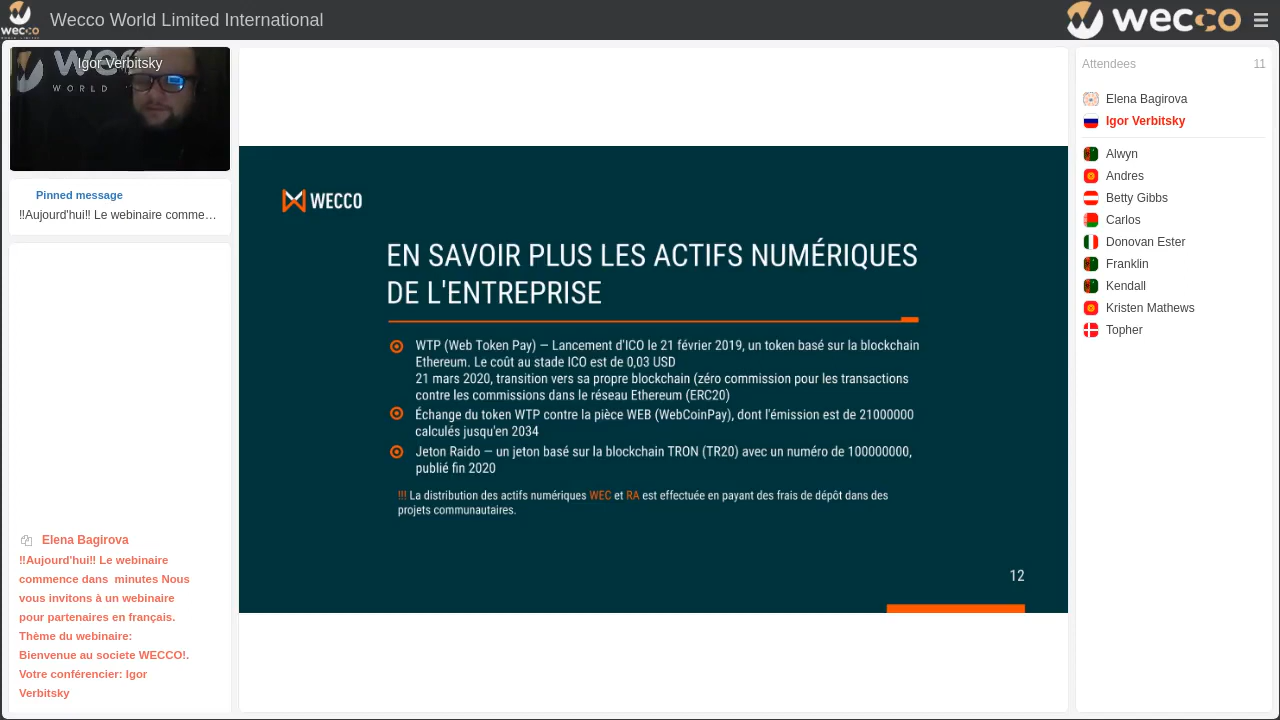 wecco
WORLD LIMITED
Wecco World Limited International
wecco
wecco
Igor Verbitsky
WORLD
Pinned message
‼Aujourd'hui‼ Le webinaire comme…
Elena Bagirova
‼Aujourd'hui‼ Le webinaire
commence dans  minutes Nous
vous invitons à un webinaire
pour partenaires en français.
Thème du webinaire:
Bienvenue au societe WECCO!.
Votre conférencier: Igor
Verbitsky
WECCO
EN SAVOIR PLUS LES ACTIFS NUMÉRIQUES
DE L'ENTREPRISE
WTP (Web Token Pay) — Lancement d'ICO le 21 février 2019, un token basé sur la blockchain
Ethereum. Le coût au stade ICO est de 0,03 USD
21 mars 2020, transition vers sa propre blockchain (zéro commission pour les transactions
contre les commissions dans le réseau Ethereum (ERC20)
Échange du token WTP contre la pièce WEB (WebCoinPay), dont l'émission est de 21000000
calculés jusqu'en 2034
Jeton Raido — un jeton basé sur la blockchain TRON (TR20) avec un numéro de 100000000,
publié fin 2020
!!! La distribution des actifs numériques WEC et RA est effectuée en payant des frais de dépôt dans des
projets communautaires.
12
Attendees 11
Elena Bagirova
Igor Verbitsky
Alwyn
Andres
Betty Gibbs
Carlos
Donovan Ester
Franklin
Kendall
Kristen Mathews
Topher